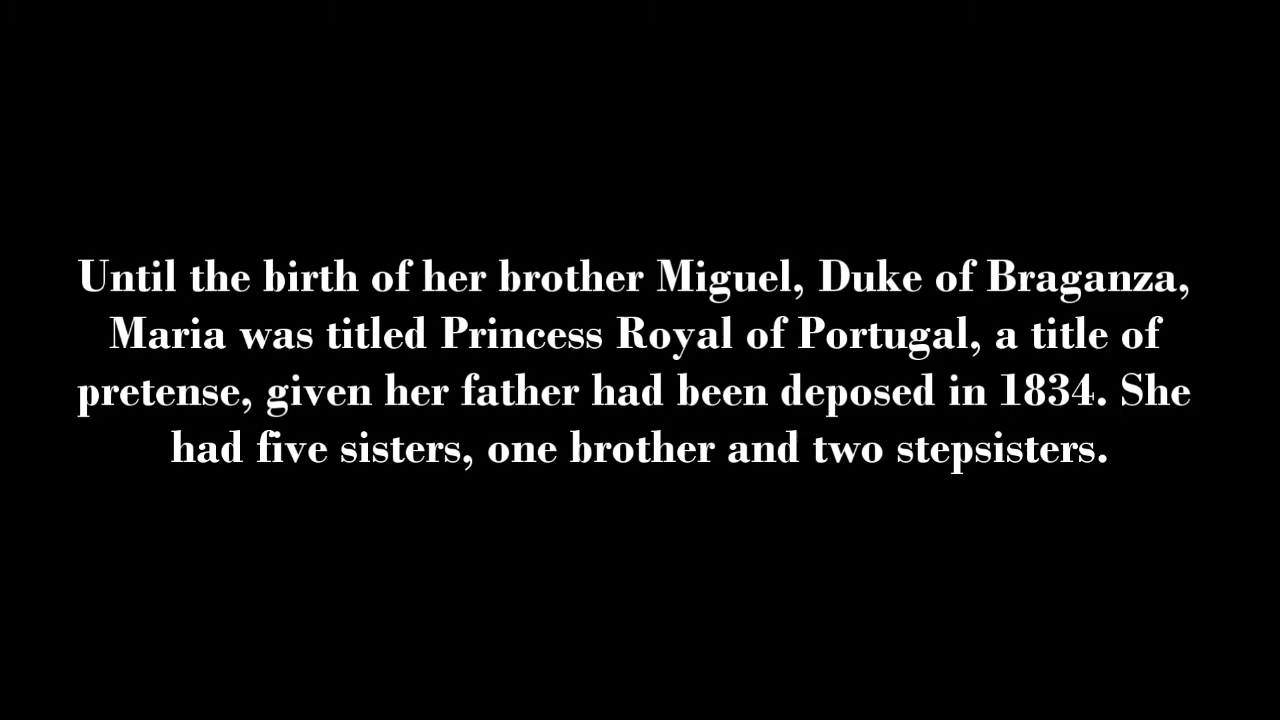 Until the birth of her brother Miguel, Duke of Braganza,
Maria was titled Princess Royal of Portugal, a title of
pretense, given her father had been deposed in 1834. She
had five sisters, one brother and two stepsisters.